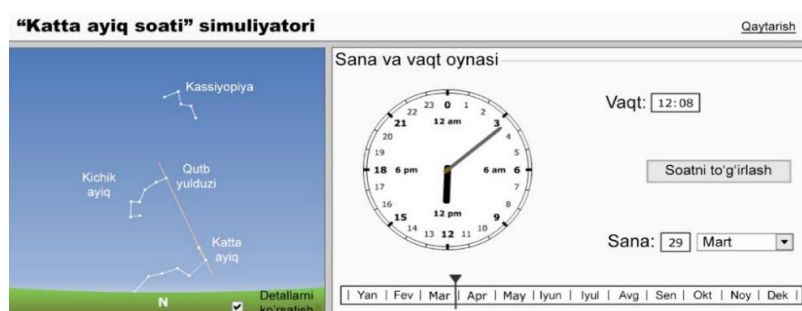 “Katta ayiq soati” simuliyatori
Qaytarish
Kassiyopiya
Kichik
ayiq
Qutb
yulduzi
Katta
ayiq
N
Detallarni
ko'rsatish
Sana va vaqt oynasi
0 1 2 3 4 5 6 7 8 9 10 11 12 13 14 15 16 17 18 19 20 21 22 23
12 am
6 pm
6 am
12 pm
Vaqt: 12:08
Soatni to'g'irlash
Sana: 29 Mart
| Yan | Fev | Mar | Apr | May | Iyun | Iyul | Avg | Sen | Okt | Noy | Dek |